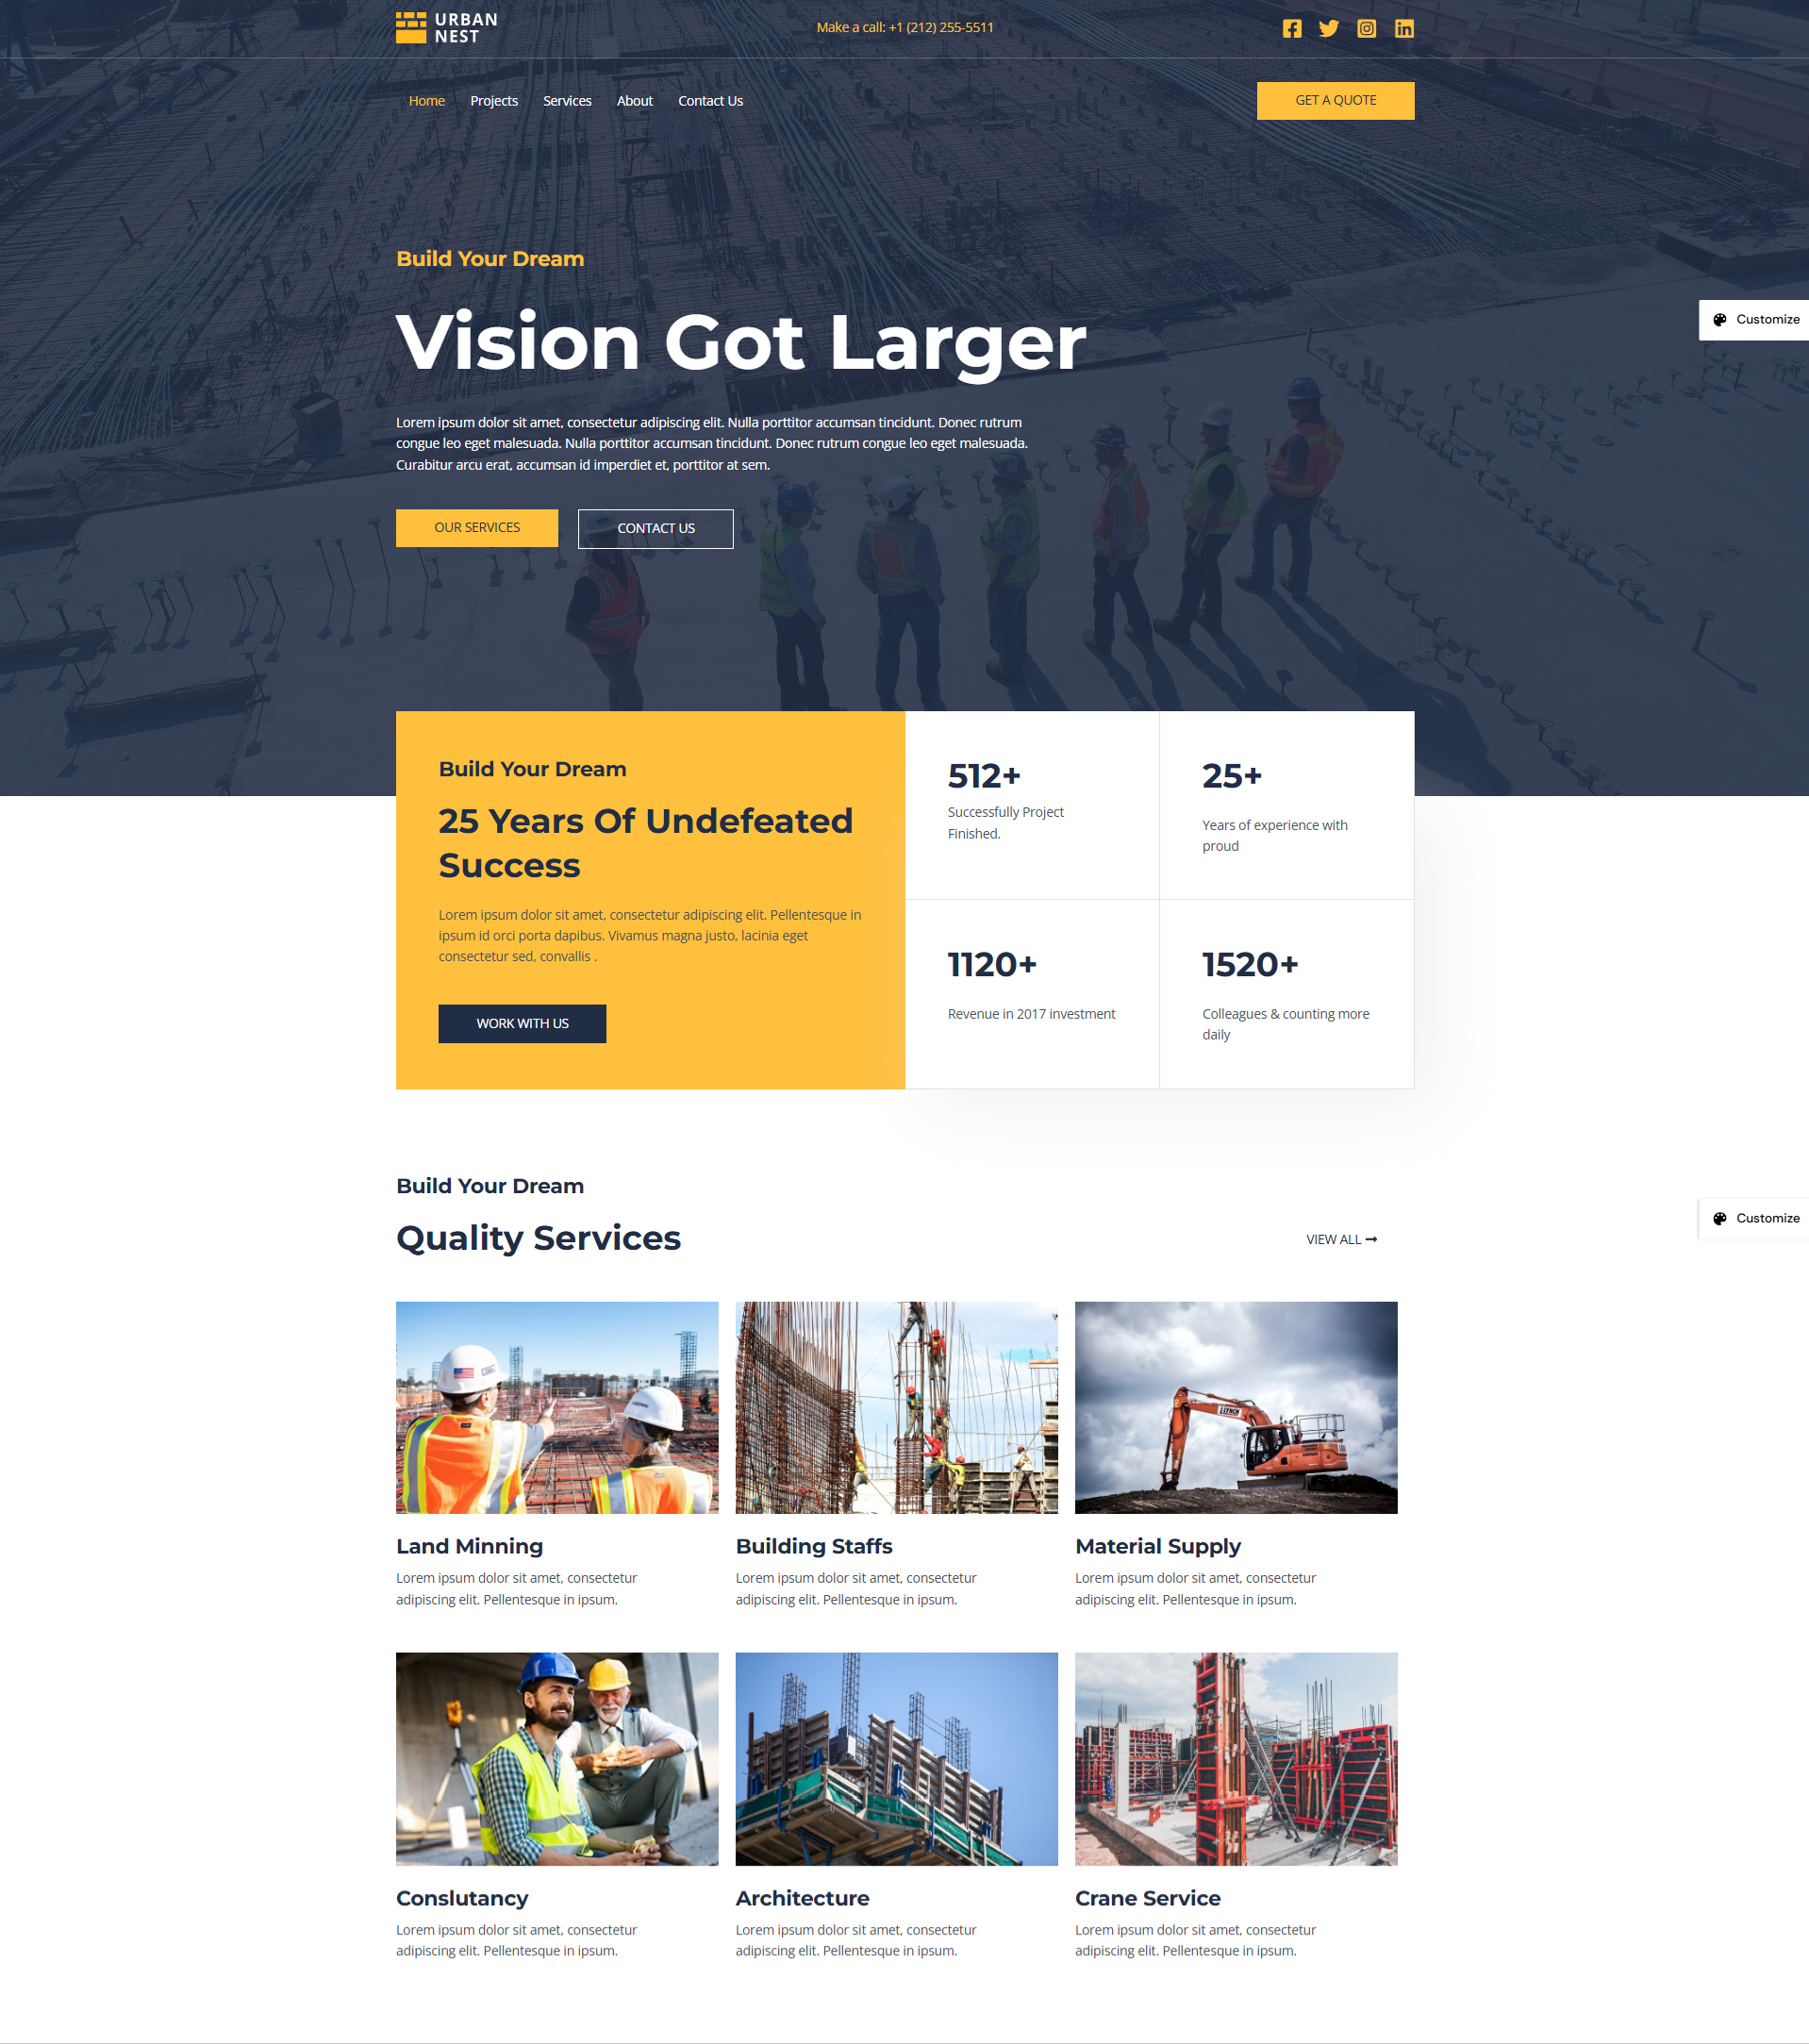 URBAN
NEST
Make a call: +1 (212) 255-5511
Home Projects Services About Contact Us
GET A QUOTE
Build Your Dream
Vision Got Larger
Customize
Lorem ipsum dolor sit amet, consectetur adipiscing elit. Nulla porttitor accumsan tincidunt. Donec rutrum
congue leo eget malesuada. Nulla porttitor accumsan tincidunt. Donec rutrum congue leo eget malesuada.
Curabitur arcu erat, accumsan id imperdiet et, porttitor at sem.
OUR SERVICES
CONTACT US
Build Your Dream
25 Years Of Undefeated
Success
Lorem ipsum dolor sit amet, consectetur adipiscing elit. Pellentesque in
ipsum id orci porta dapibus. Vivamus magna justo, lacinia eget
consectetur sed, convallis .
WORK WITH US
512+
Successfully Project
Finished.
25+
Years of experience with
proud
1120+
Revenue in 2017 investment
1520+
Colleagues & counting more
daily
Build Your Dream
Quality Services
VIEW ALL
Customize
LYNCH
Land Minning
Lorem ipsum dolor sit amet, consectetur
adipiscing elit. Pellentesque in ipsum.
Building Staffs
Lorem ipsum dolor sit amet, consectetur
adipiscing elit. Pellentesque in ipsum.
Material Supply
Lorem ipsum dolor sit amet, consectetur
adipiscing elit. Pellentesque in ipsum.
Conslutancy
Lorem ipsum dolor sit amet, consectetur
adipiscing elit. Pellentesque in ipsum.
Architecture
Lorem ipsum dolor sit amet, consectetur
adipiscing elit. Pellentesque in ipsum.
Crane Service
Lorem ipsum dolor sit amet, consectetur
adipiscing elit. Pellentesque in ipsum.